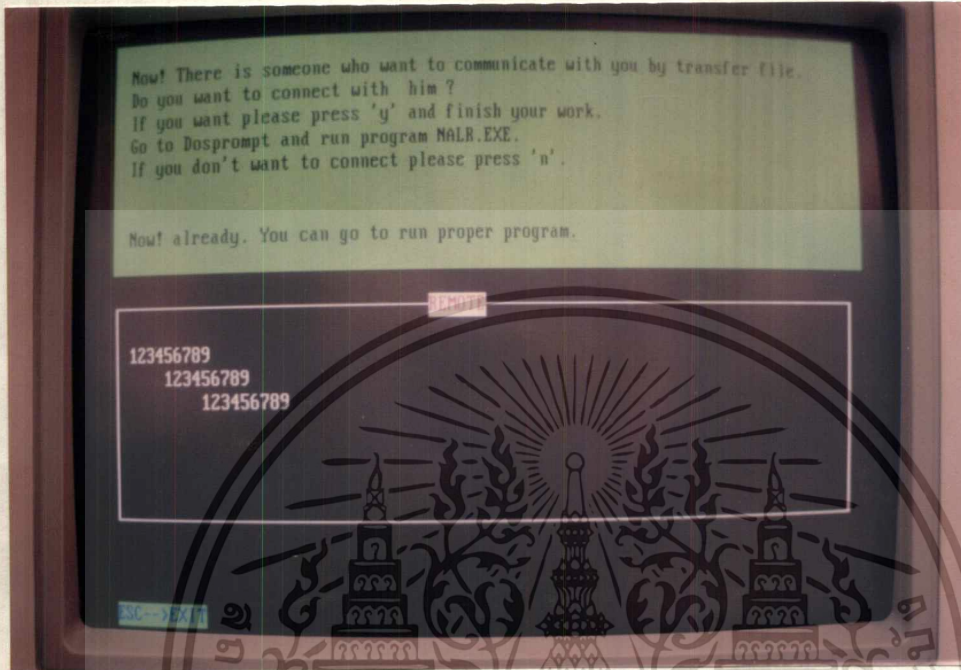 Now! There is someone who want to communicate with you by transfer file.
Do you want to connect with him ?
If you want please press 'y' and finish your work.
Go to Dosprompt and run program NALR.EXE.
If you don't want to connect please press 'n'.
Now! already. You can go to run proper program.
REMOTE
123456789
123456789
123456789
ESC-->EXIT